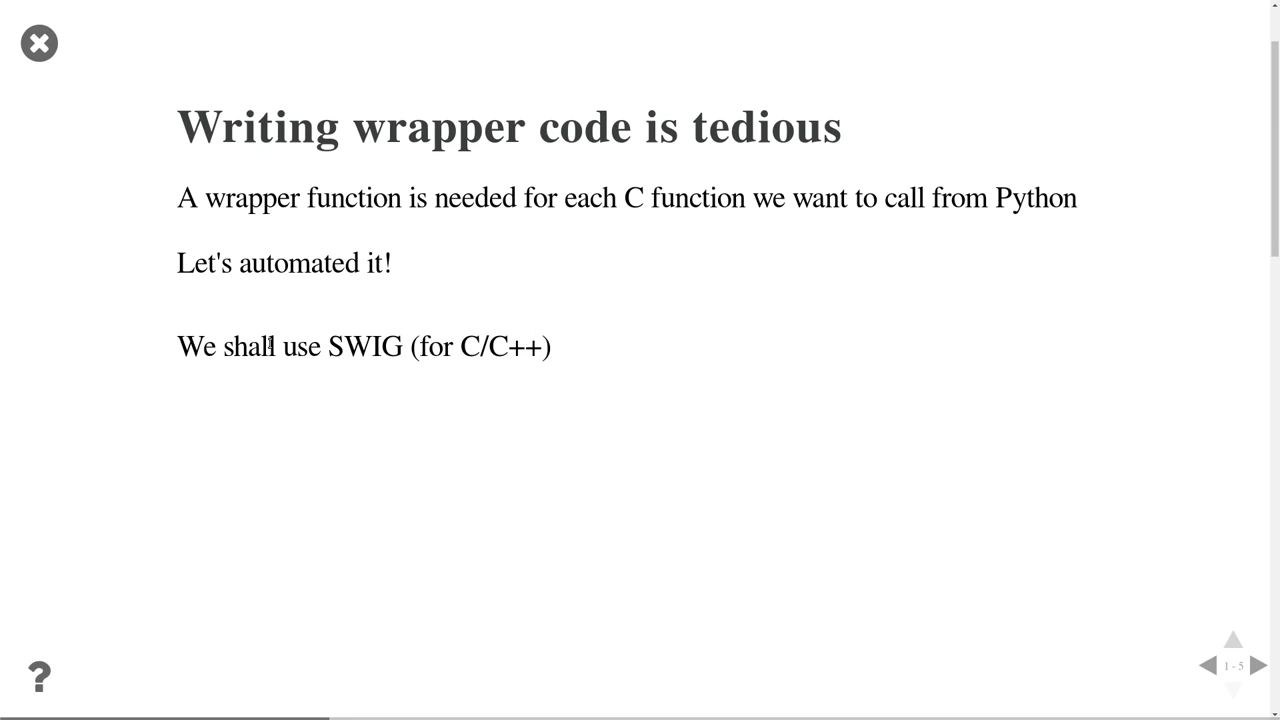 Writing wrapper code is tedious
A wrapper function is needed for each C function we want to call from Python
Let's automated it!
We shall use SWIG (for C/C++)
?
1 - 5